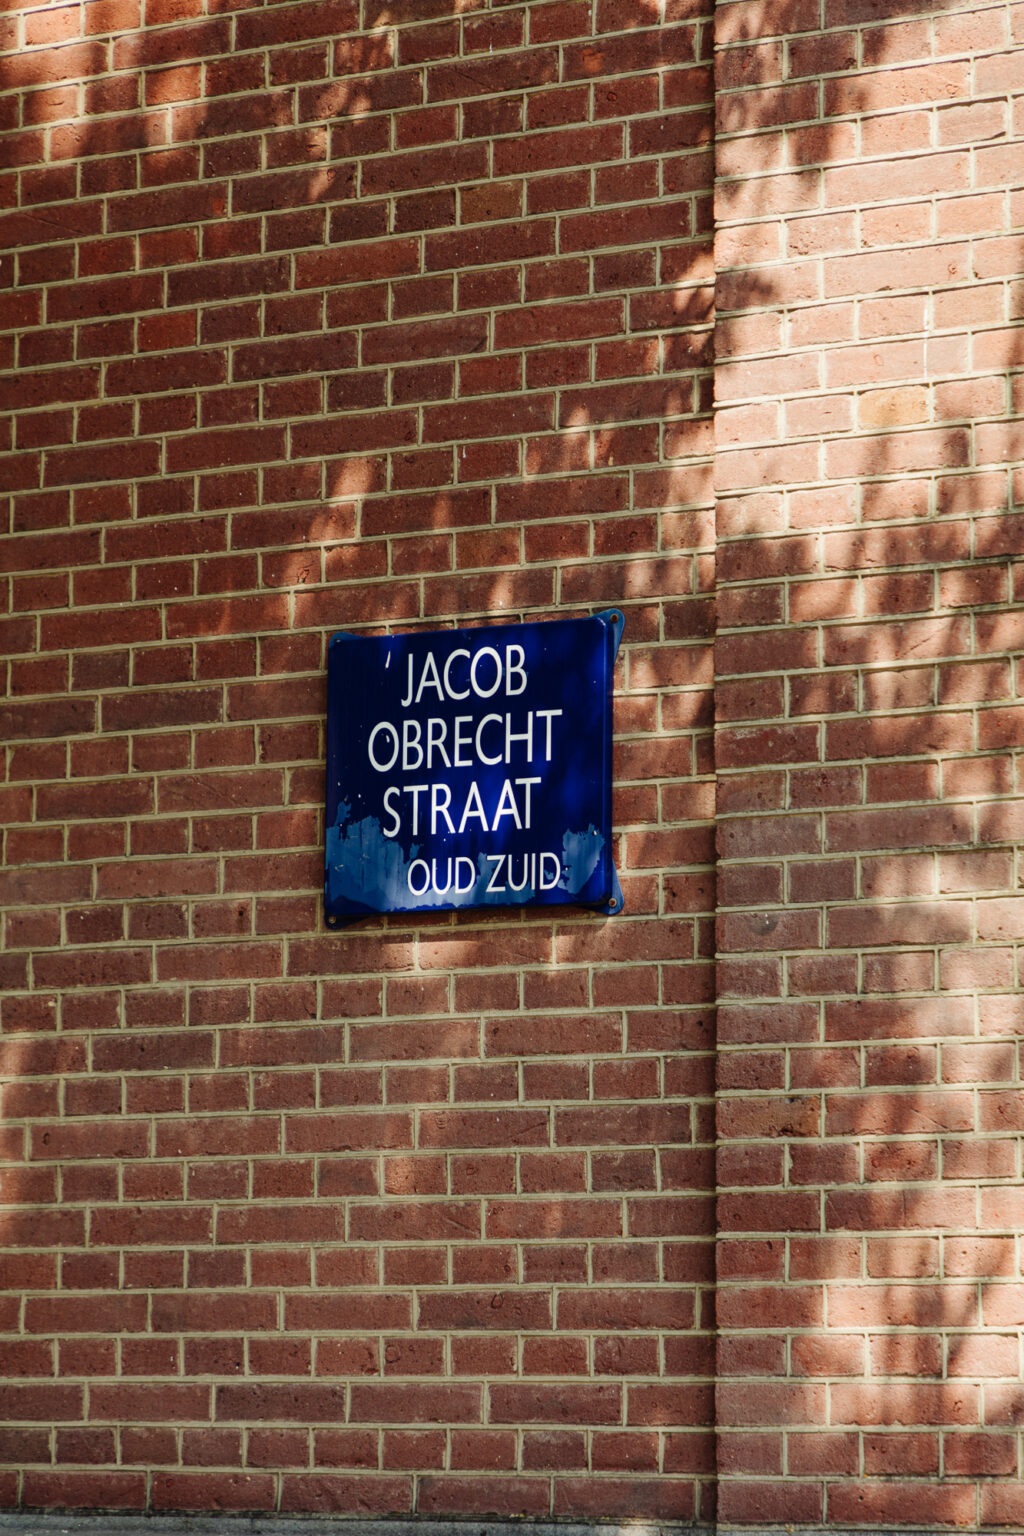 JACOB
OBRECHT
STRAAT
OUD ZUID